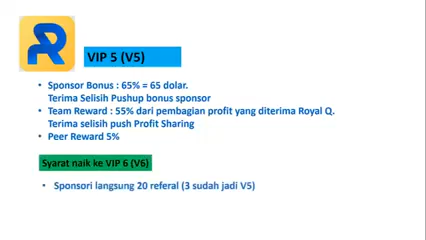 VIP 5 (V5)
• Sponsor Bonus : 65% = 65 dolar.
Terima Selisih Pushup bonus sponsor
• Team Reward : 55% dari pembagian profit yang diterima Royal Q.
Terima selisih push Profit Sharing
• Peer Reward 5%
Syarat naik ke VIP 6 (V6)
• Sponsori langsung 20 referal (3 sudah jadi V5)